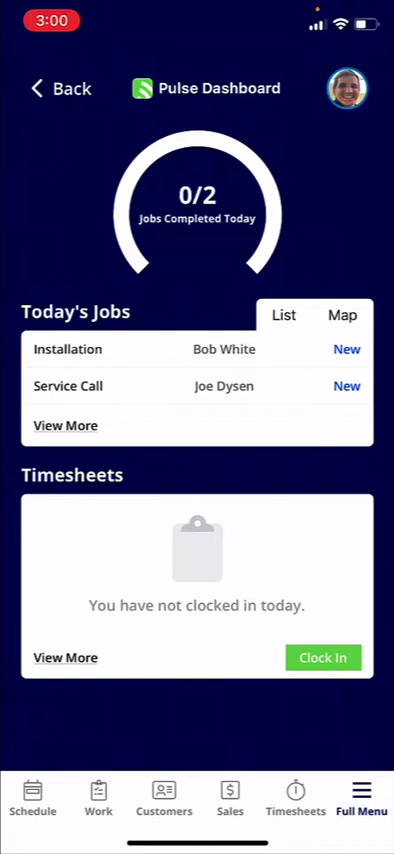 3:00
Back
Pulse Dashboard
0/2
Jobs Completed Today
Today's Jobs
List Map
Installation Bob White New
Service Call Joe Dysen New
View More
Timesheets
You have not clocked in today.
View More Clock In
Schedule Work Customers Sales Timesheets Full Menu